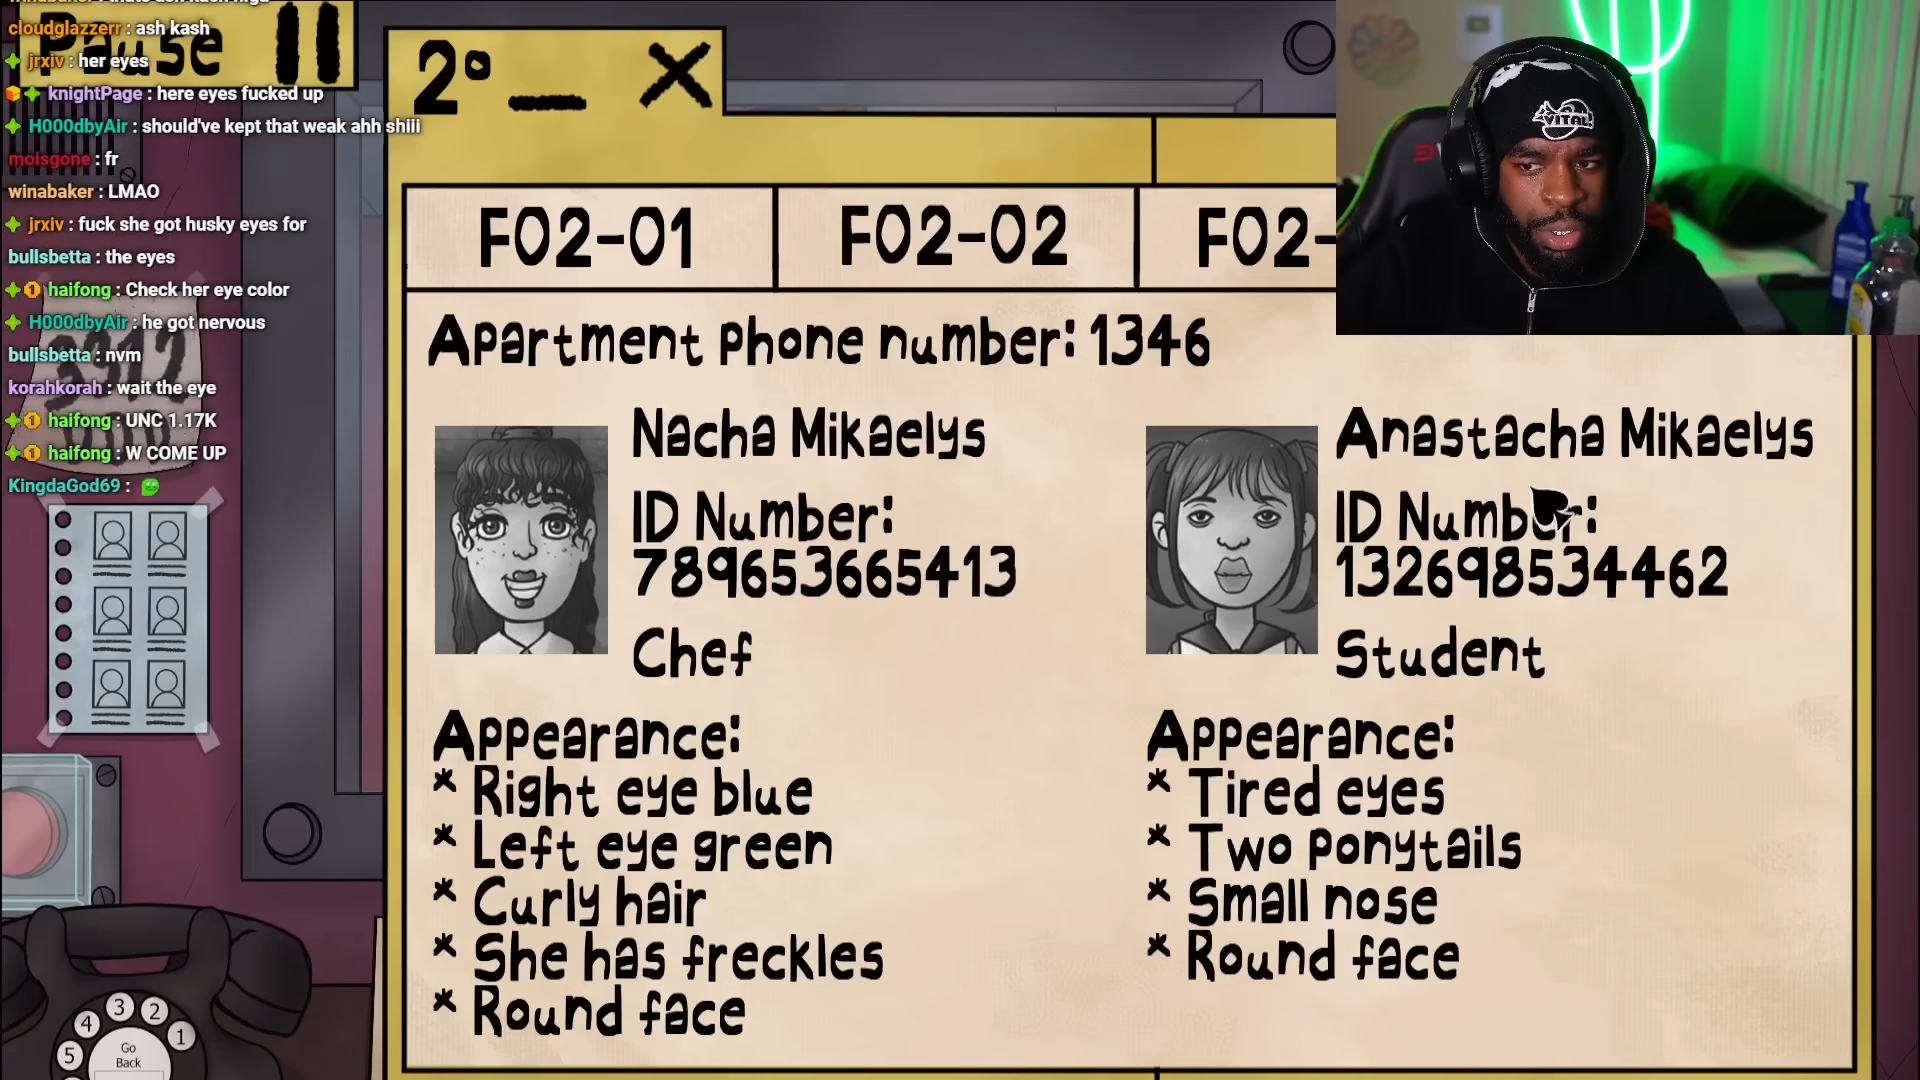 cloudglazzerr : ash kash
Pause
jrxiv : her eyes
knightPage : here eyes fucked up
H000dbyAir : should've kept that weak ahh shiii
moisgone : fr
winabaker : LMAO
jrxiv : fuck she got husky eyes for
bullsbetta : the eyes
haifong : Check her eye color
H000dbyAir : he got nervous
bullsbetta : nvm
korahkorah : wait the eye
haifong : UNC 1.17K
haifong : W COME UP
KingdaGod69 :
2º _ X
F02-01
F02-02
F02-
VITAL!
Apartment phone number: 1346
Nacha Mikaelys
ID Number:
789653665413
Chef
Appearance:
* Right eye blue
* Left eye green
* Curly hair
* She has freckles
* Round face
Anastacha Mikaelys
ID Number:
132698534462
Student
Appearance:
* Tired eyes
* Two ponytails
* Small nose
* Round face
3 2
4 1
5
Go
Back